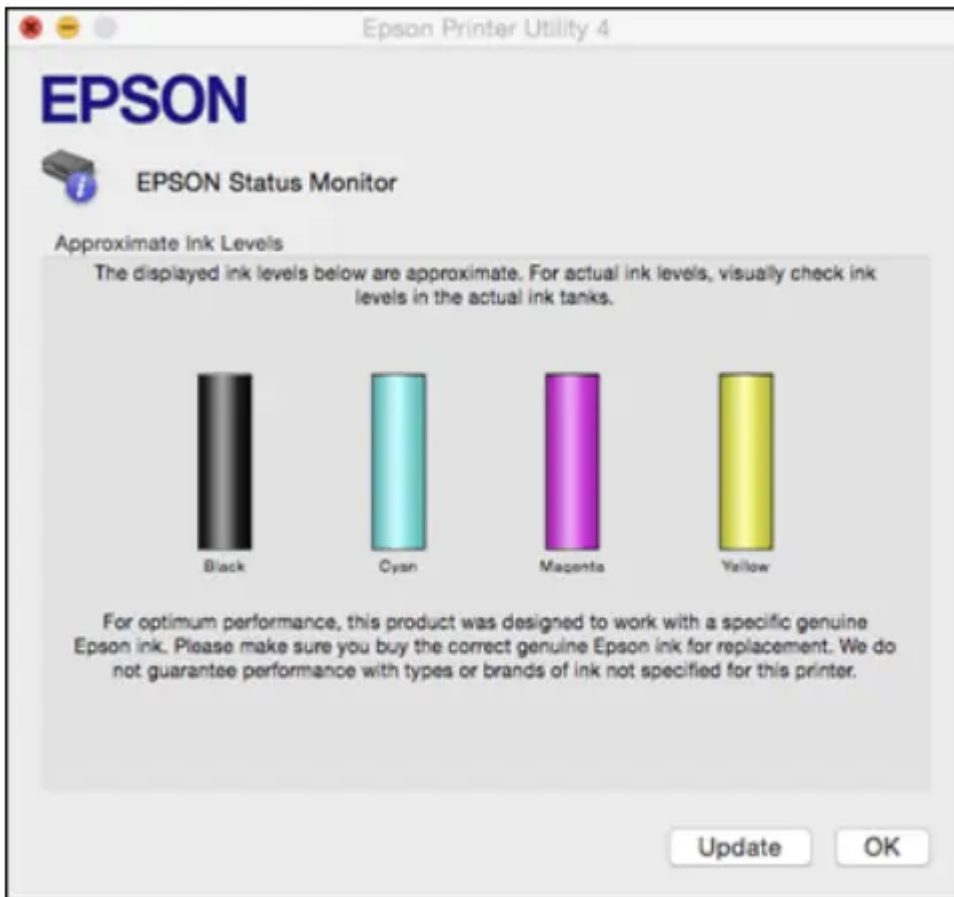 Epson Printer Utility 4
EPSON
EPSON Status Monitor
Approximate Ink Levels
The displayed ink levels below are approximate. For actual ink levels, visually check ink
levels in the actual ink tanks.
Black Cyan Magenta Yellow
For optimum performance, this product was designed to work with a specific genuine
Epson ink. Please make sure you buy the correct genuine Epson ink for replacement. We do
not guarantee performance with types or brands of ink not specified for this printer.
Update OK